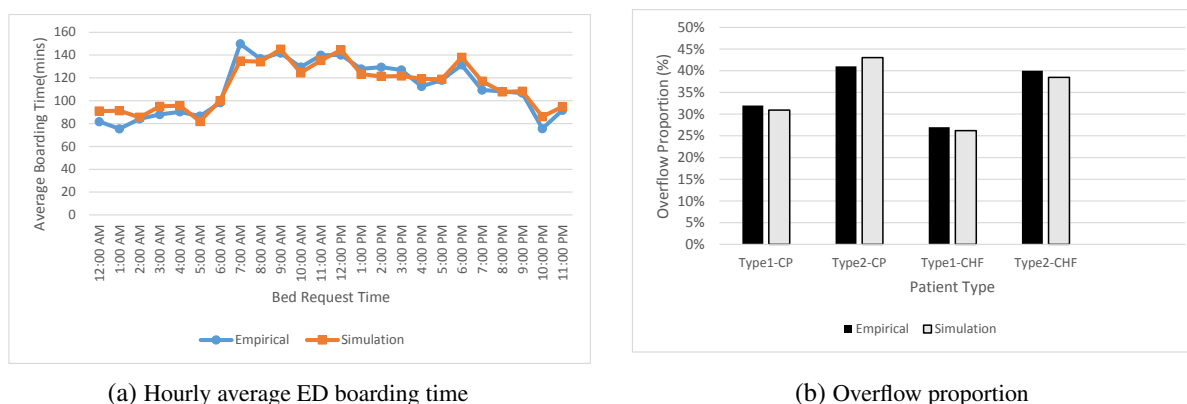 Average Boarding Time(mins)
160
140
120
100
80
60
40
20
0
12:00 AM
1:00 AM
2:00 AM
3:00 AM
4:00 AM
5:00 AM
6:00 AM
7:00 AM
8:00 AM
9:00 AM
10:00 AM
11:00 AM
12:00 PM
1:00 PM
2:00 PM
3:00 PM
4:00 PM
5:00 PM
6:00 PM
7:00 PM
8:00 PM
9:00 PM
10:00 PM
11:00 PM
Bed Request Time
Empirical Simulation
(a) Hourly average ED boarding time
Overflow Proportion (%)
50%
45%
40%
35%
30%
25%
20%
15%
10%
5%
0%
Type1-CP Type2-CP Type1-CHF Type2-CHF
Patient Type
Empirical Simulation
(b) Overflow proportion